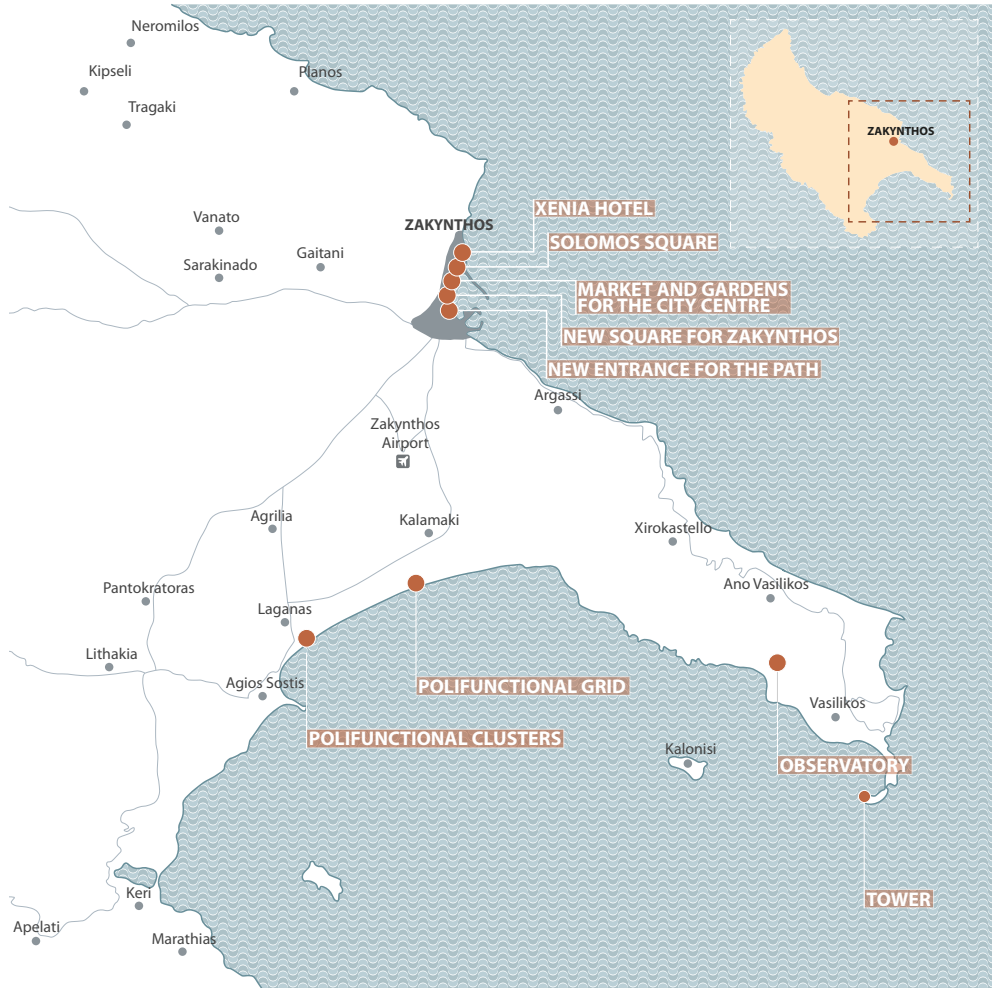 Neromilos
Kipseli
Planos
Tragaki
ZAKYNTHOS
XENIA HOTEL
Vanato
ZAKYNTHOS
SOLOMOS SQUARE
Gaitani
Sarakinado
MARKET AND GARDENS
FOR THE CITY CENTRE
NEW SQUARE FOR ZAKYNTHOS
NEW ENTRANCE FOR THE PATH
Argassi
Zakynthos
Airport
Agrilia
Kalamaki
Xirokastello
Pantokratoras
Ano Vasilikos
Laganas
Lithakia
Agios Sostis
POLIFUNCTIONAL GRID
Vasilikos
POLIFUNCTIONAL CLUSTERS
Kalonisi
OBSERVATORY
Keri
TOWER
Apelati
Marathias